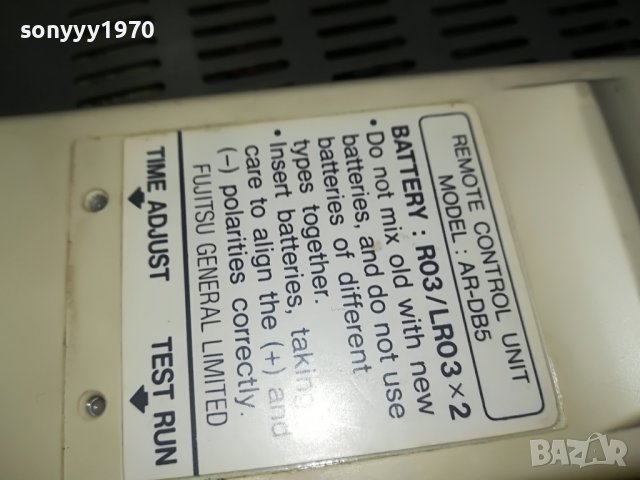 sonyyy1970
REMOTE CONTROL UNIT
MODEL : AR-DB5
BATTERY : R03/LR03×2
• Do not mix old with new
batteries, and do not use
batteries of different
types together.
• Insert batteries, taking
care to align the (+) and
(−) polarities correctly.
FUJITSU GENERAL LIMITED
TIME ADJUST TEST RUN
BAZAR